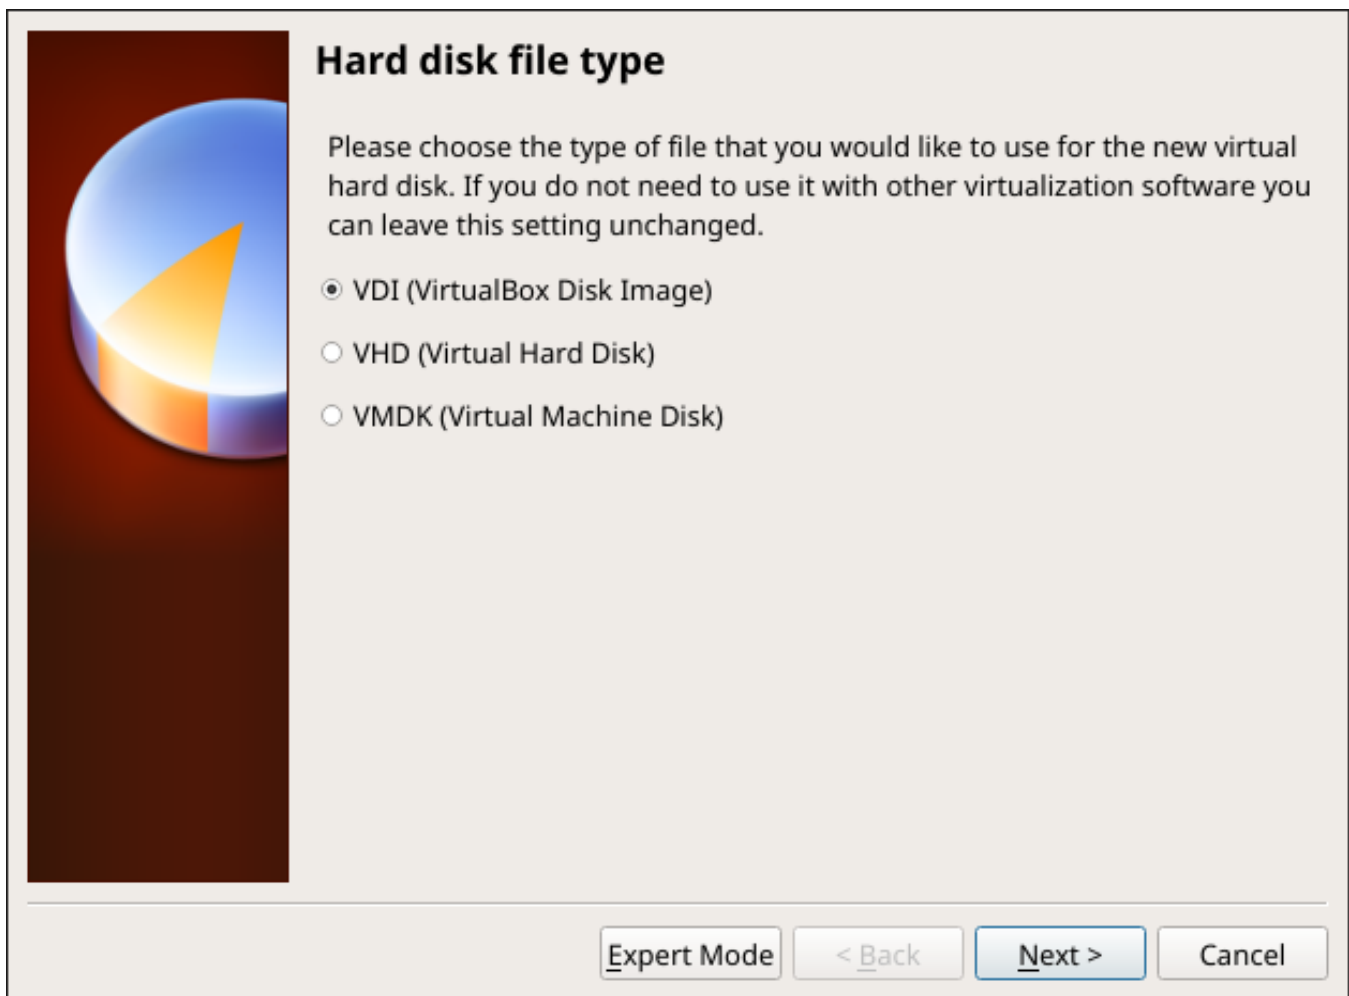 Hard disk file type
Please choose the type of file that you would like to use for the new virtual
hard disk. If you do not need to use it with other virtualization software you
can leave this setting unchanged.
VDI (VirtualBox Disk Image)
VHD (Virtual Hard Disk)
VMDK (Virtual Machine Disk)
Expert Mode
< Back
Next >
Cancel